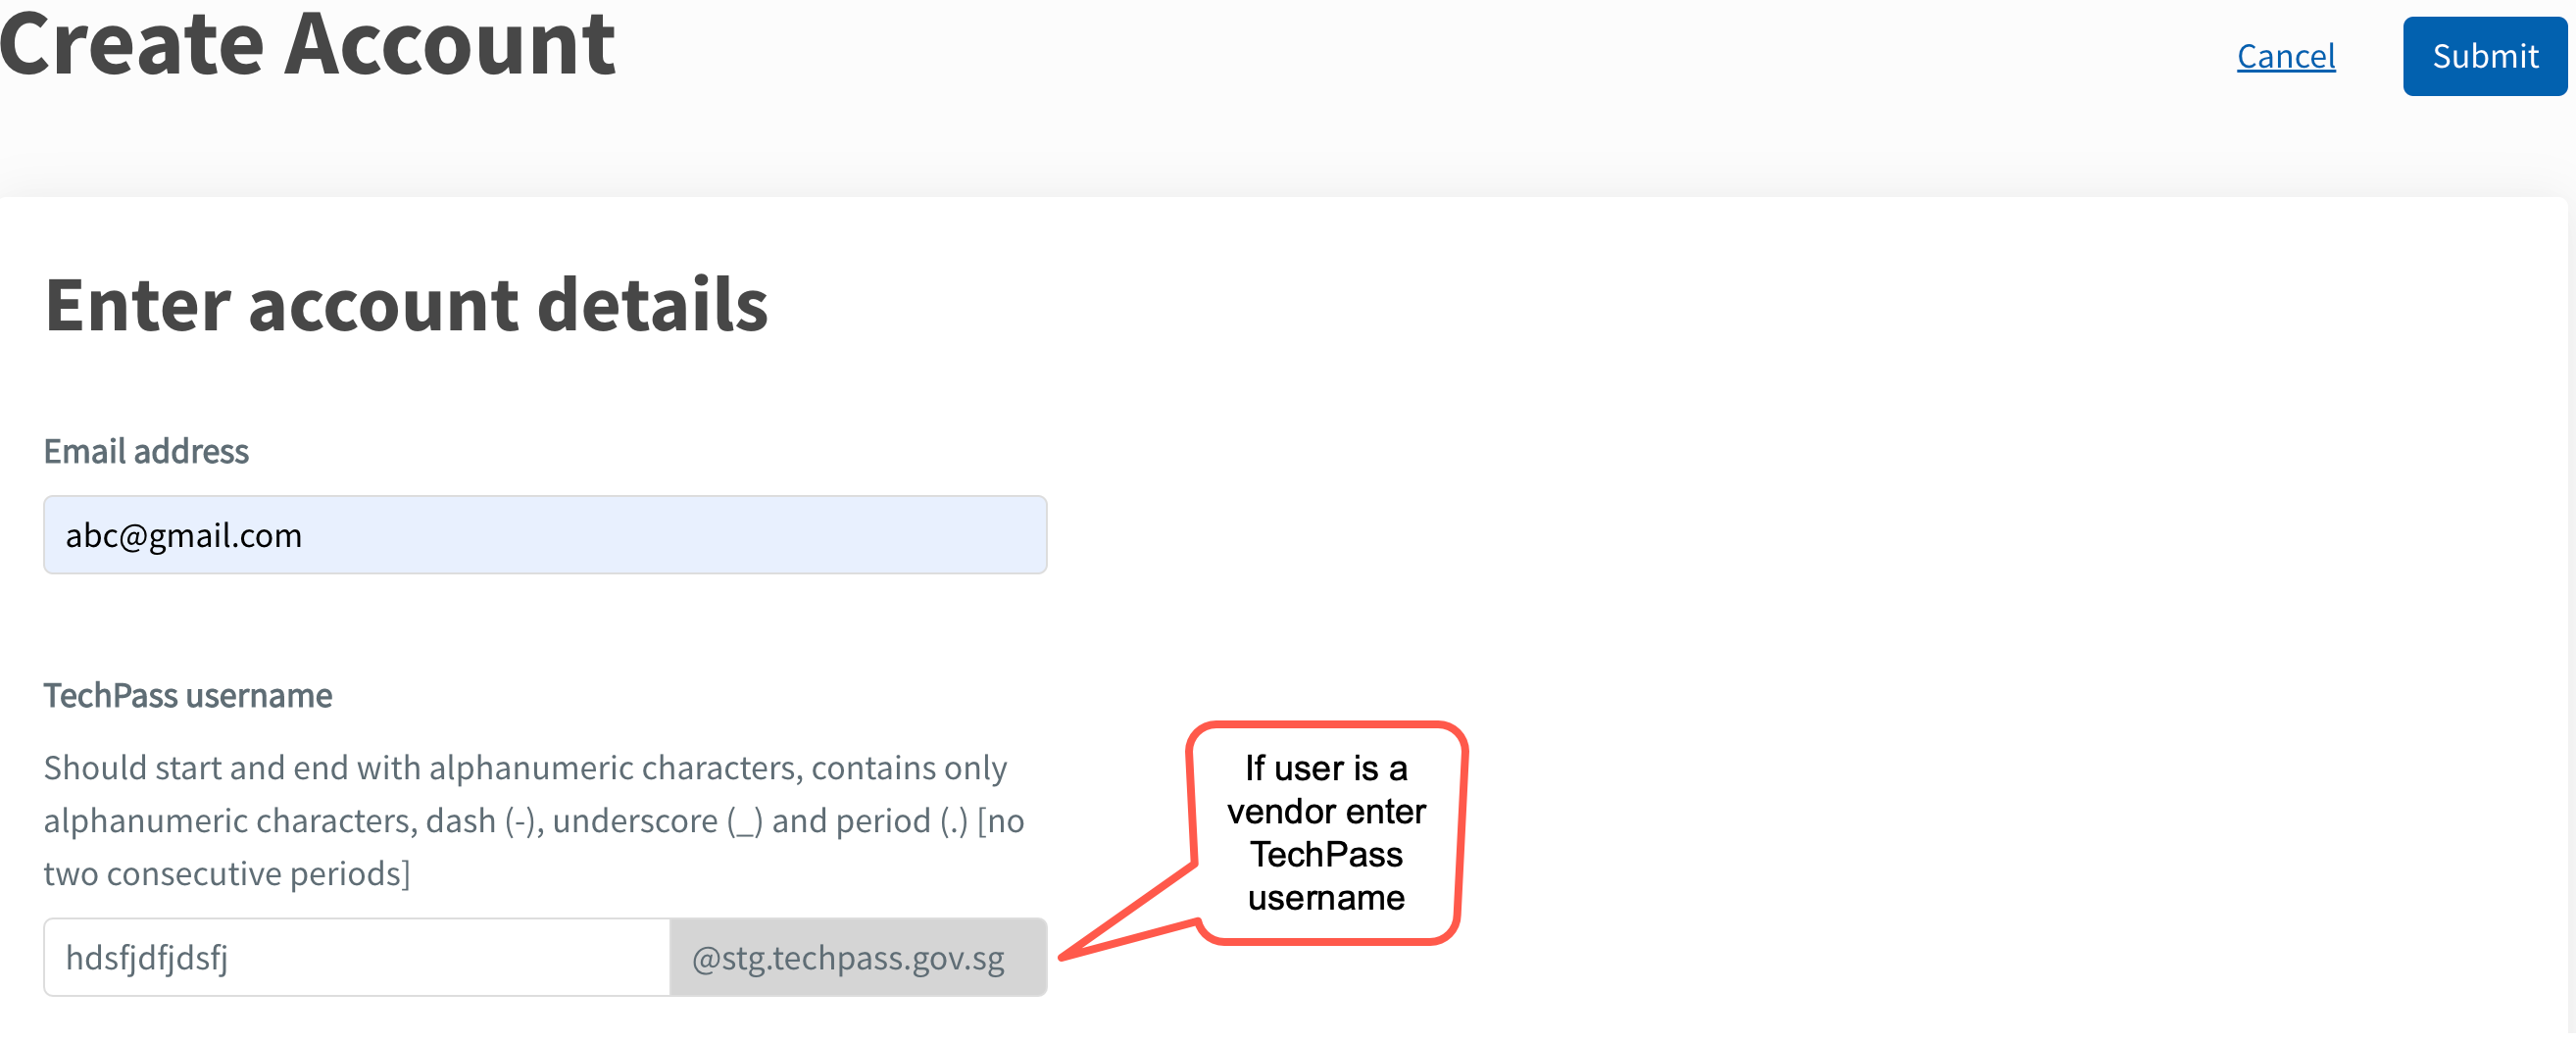 Create Account
Cancel
Submit
Enter account details
Email address
abc@gmail.com
TechPass username
Should start and end with alphanumeric characters, contains only
alphanumeric characters, dash (-), underscore (_) and period (.) [no
two consecutive periods]
hdsfjdfjdsfj
@stg.techpass.gov.sg
If user is a
vendor enter
TechPass
username